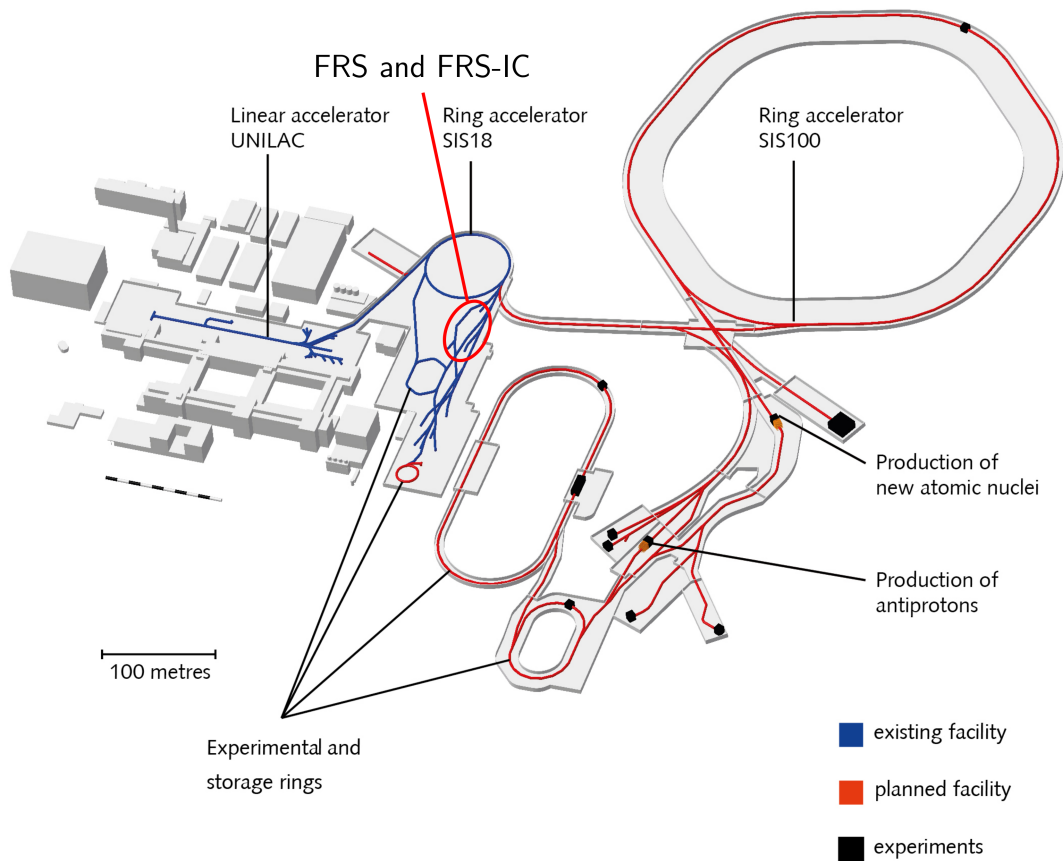 FRS and FRS-IC
Linear accelerator
UNILAC
Ring accelerator
SIS18
Ring accelerator
SIS100
Production of
new atomic nuclei
Production of
antiprotons
100 metres
Experimental and
storage rings
existing facility
planned facility
experiments